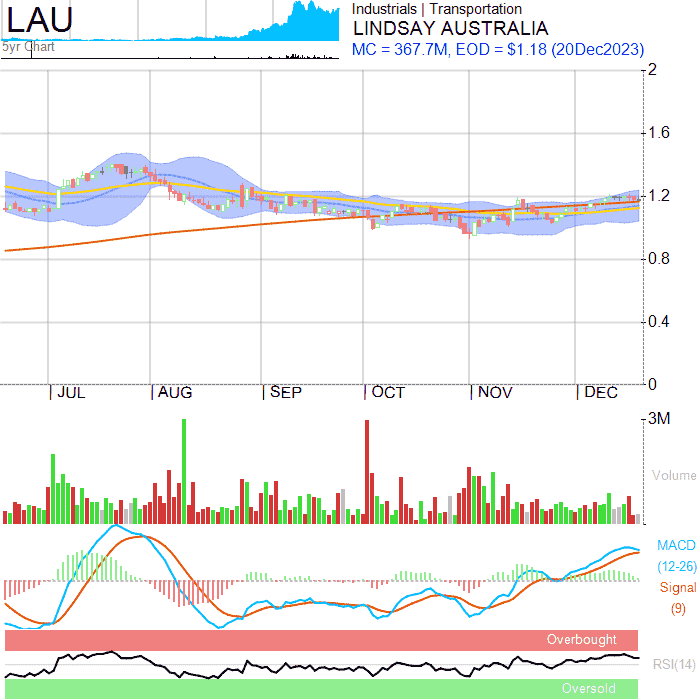 LAU
5yr Chart
Industrials | Transportation
LINDSAY AUSTRALIA
MC = 367.7M, EOD = $1.18 (20Dec2023)
2
1.6
1.2
0.8
0.4
0
JUL AUG SEP OCT NOV DEC
3M
Volume
MACD
(12-26)
Signal
(9)
Overbought
RSI(14)
Oversold